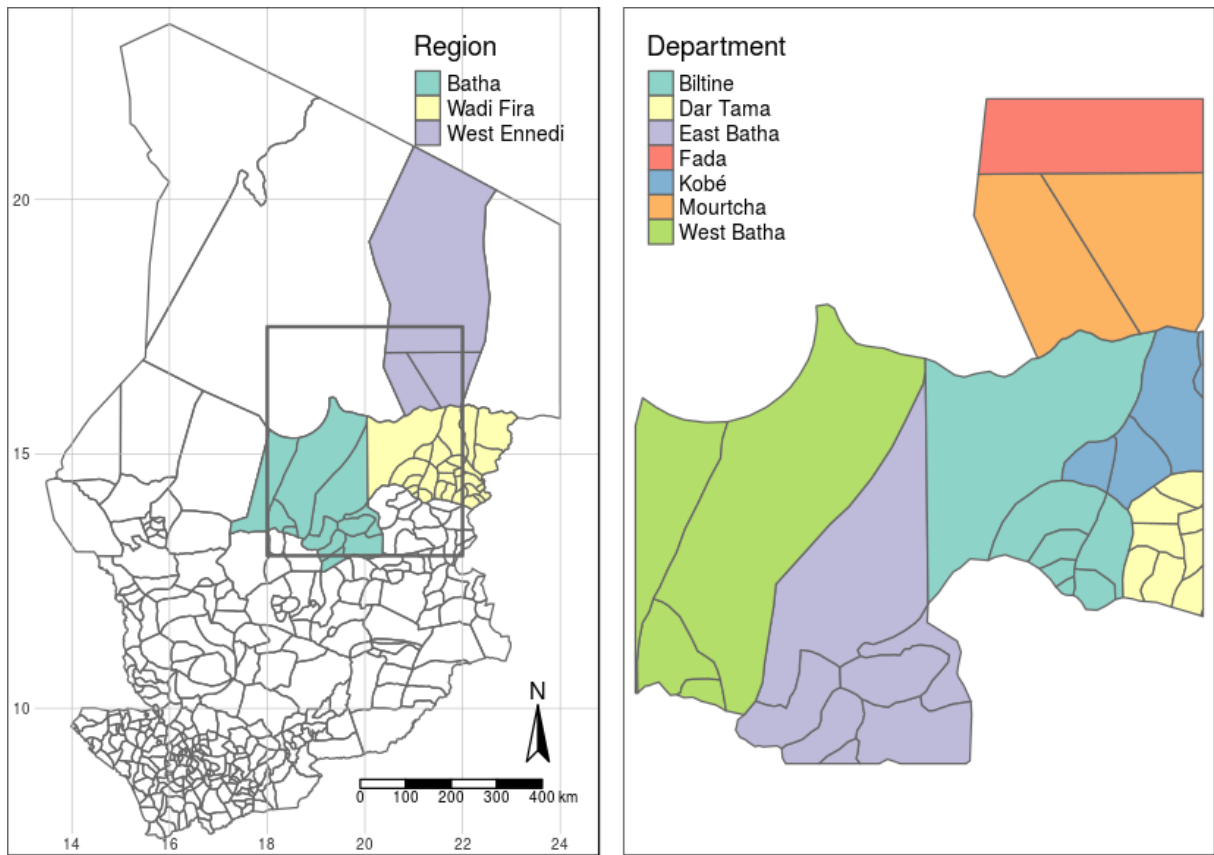 Region
Batha
Wadi Fira
West Ennedi
20
15
10
N
0 100 200 300 400 km
14 16 18 20 22 24
Department
Biltine
Dar Tama
East Batha
Fada
Kobé
Mourtcha
West Batha